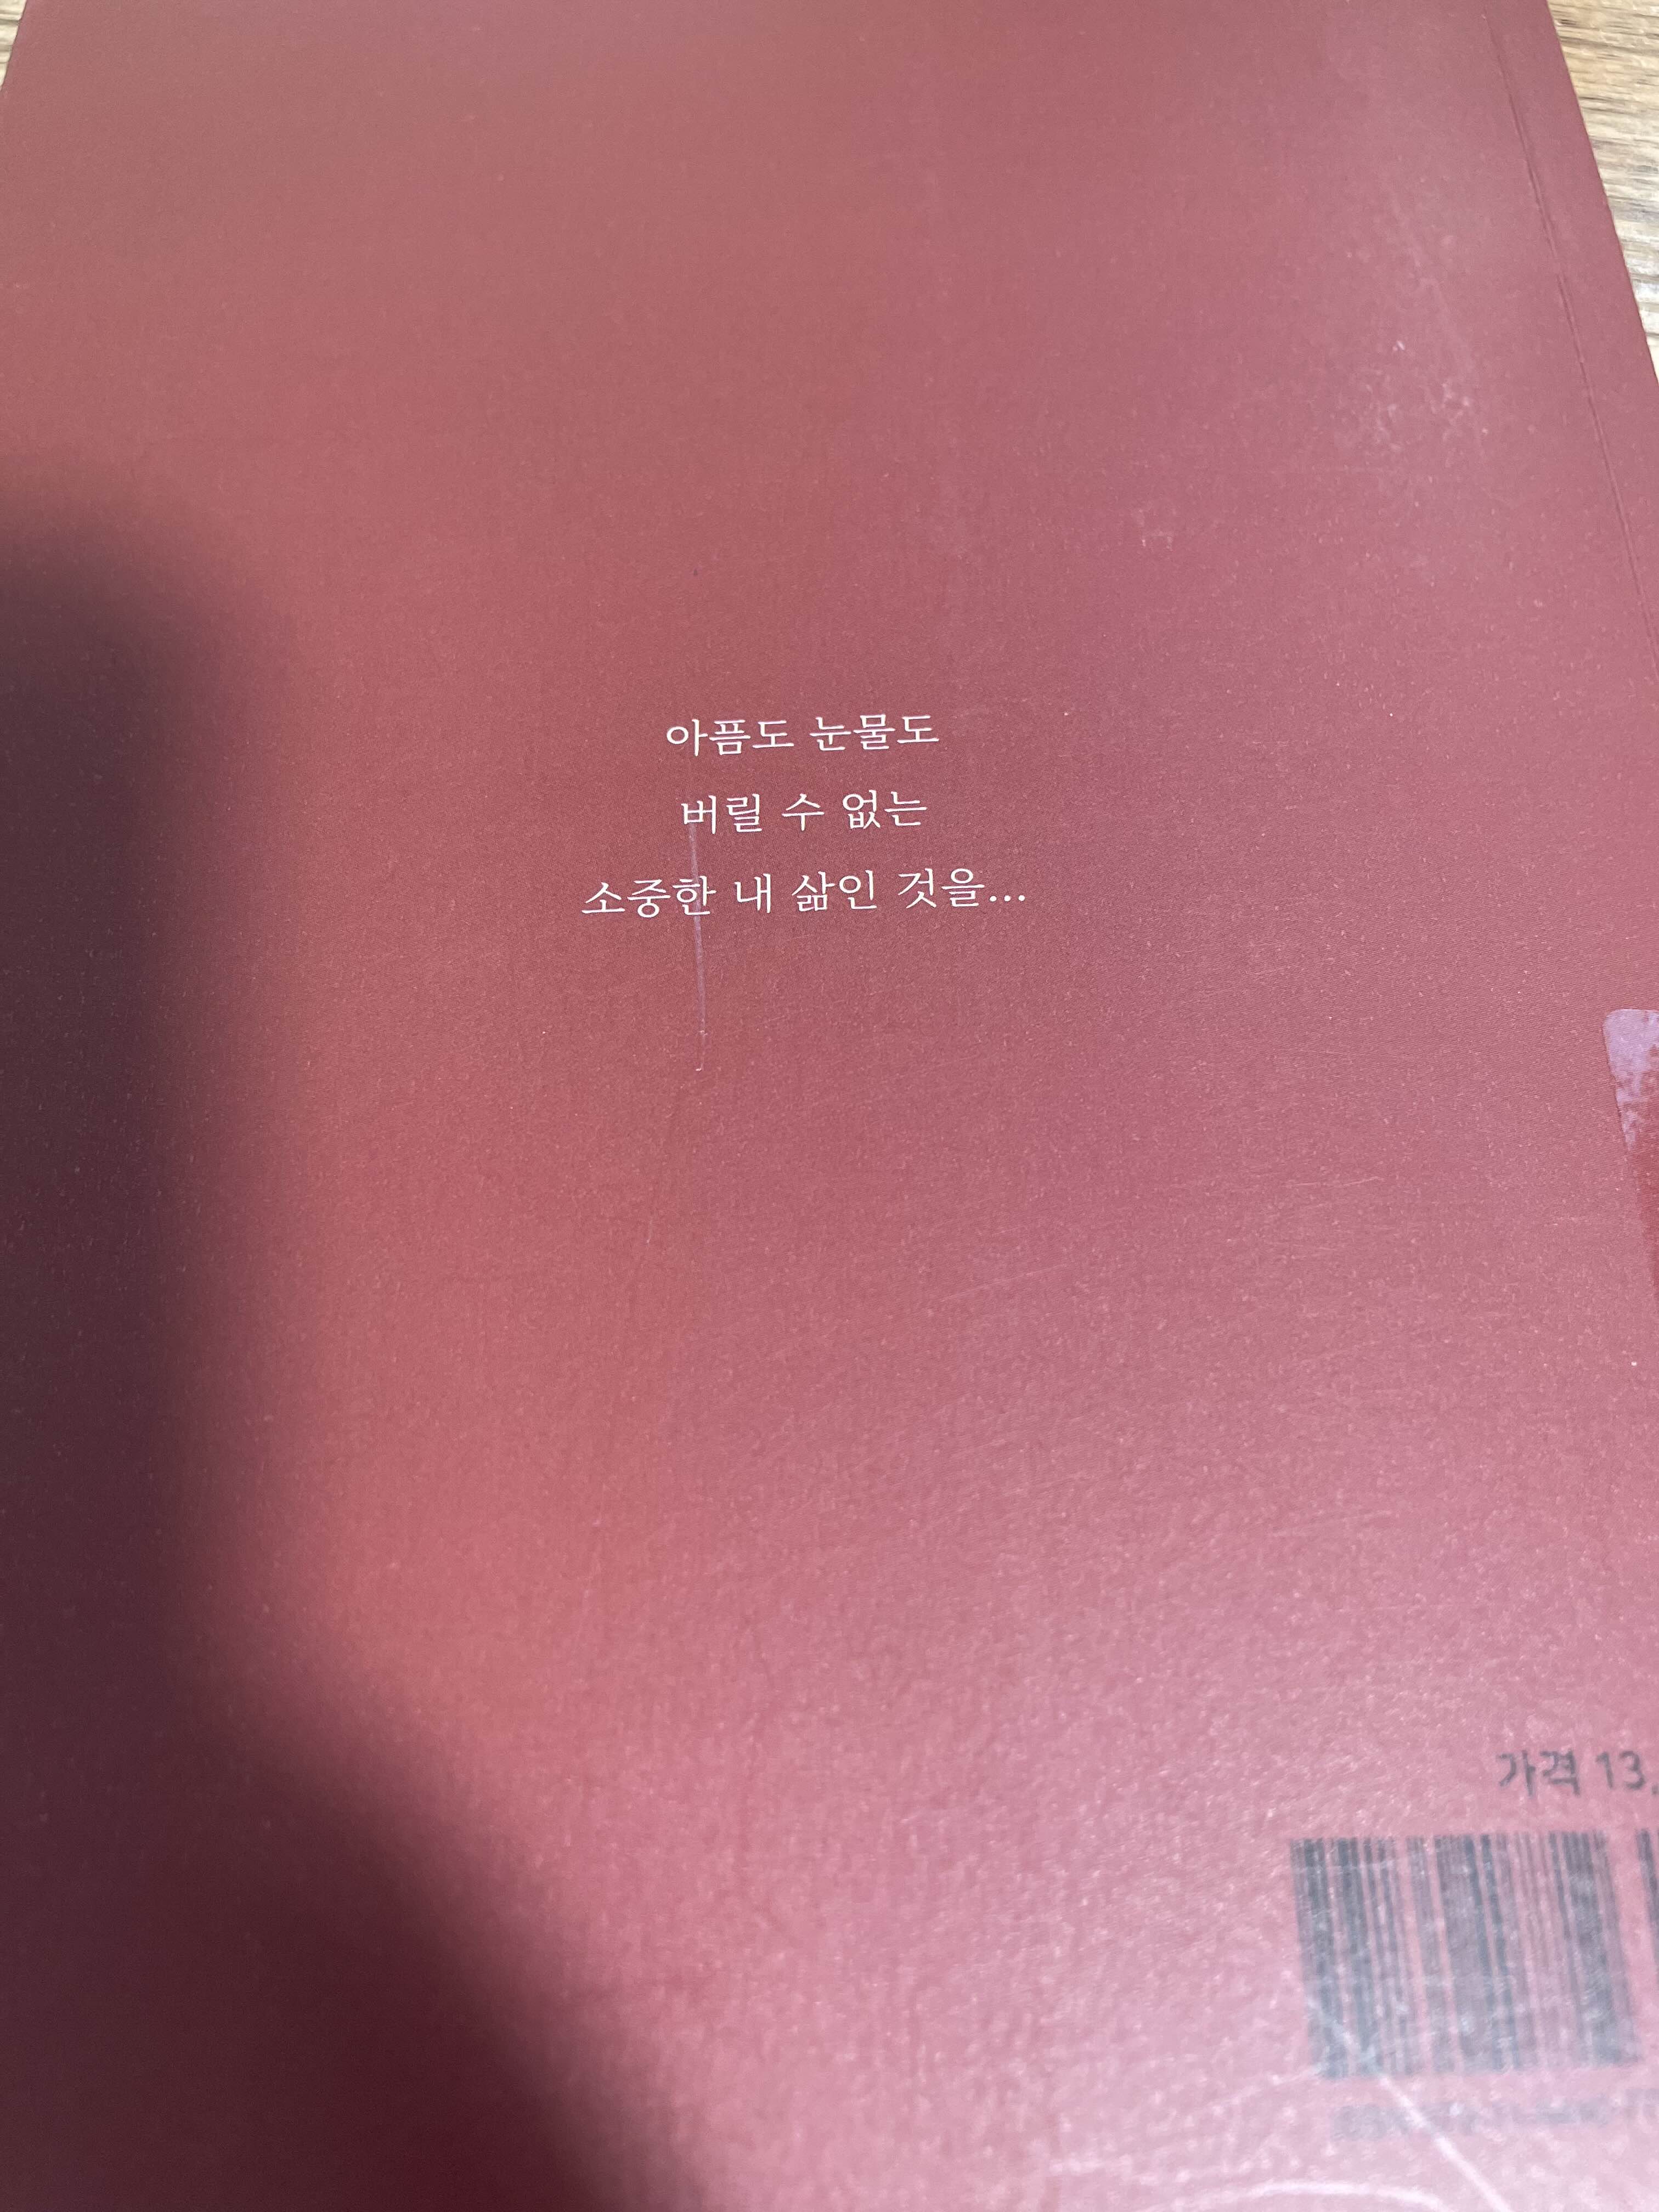 아픔도 눈물도
버릴 수 없는
소중한 내 삶인 것을...
가격 13,